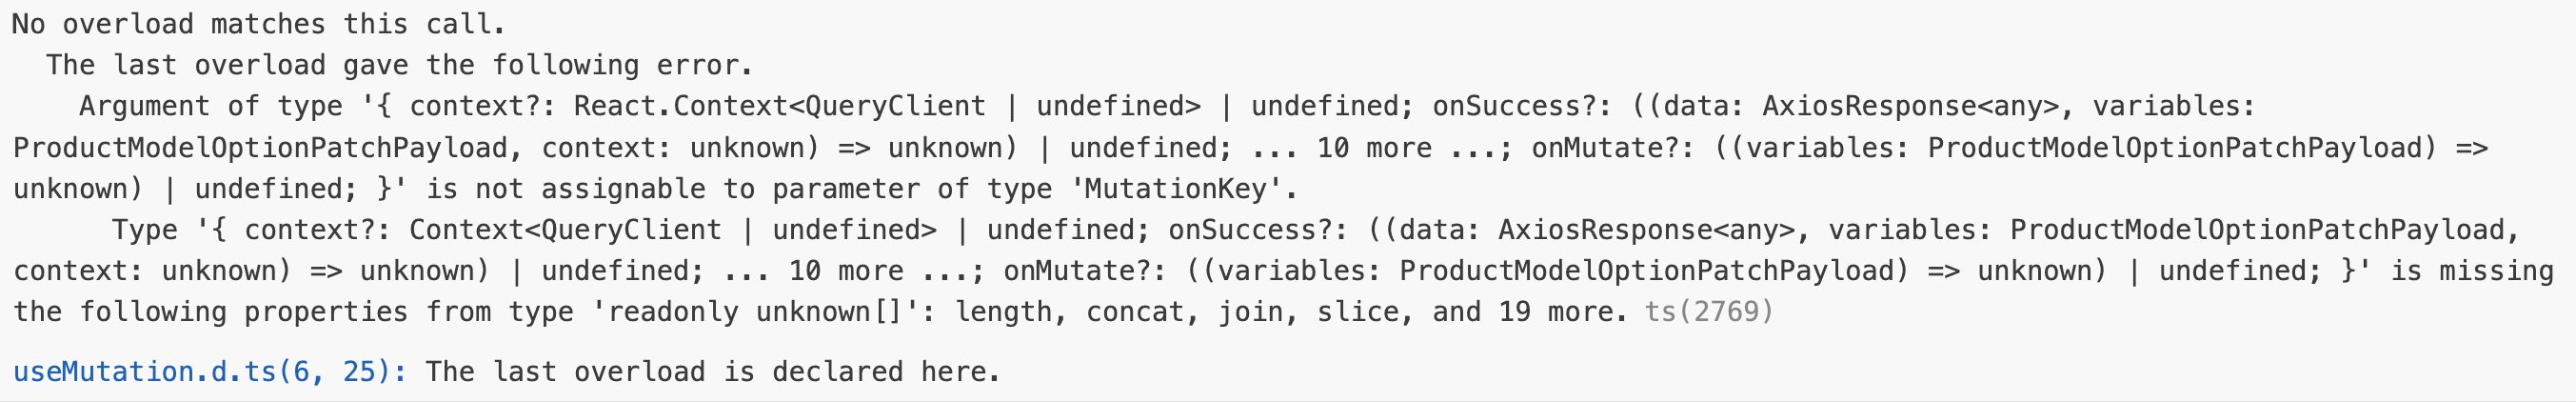 No overload matches this call.
  The last overload gave the following error.
    Argument of type '{ context?: React.Context<QueryClient | undefined> | undefined; onSuccess?: ((data: AxiosResponse<any>, variables:
ProductModelOptionPatchPayload, context: unknown) => unknown) | undefined; ... 10 more ...; onMutate?: ((variables: ProductModelOptionPatchPayload) =>
unknown) | undefined; }' is not assignable to parameter of type 'MutationKey'.
      Type '{ context?: Context<QueryClient | undefined> | undefined; onSuccess?: ((data: AxiosResponse<any>, variables: ProductModelOptionPatchPayload,
context: unknown) => unknown) | undefined; ... 10 more ...; onMutate?: ((variables: ProductModelOptionPatchPayload) => unknown) | undefined; }' is missing
the following properties from type 'readonly unknown[]': length, concat, join, slice, and 19 more. ts(2769)
useMutation.d.ts(6, 25): The last overload is declared here.